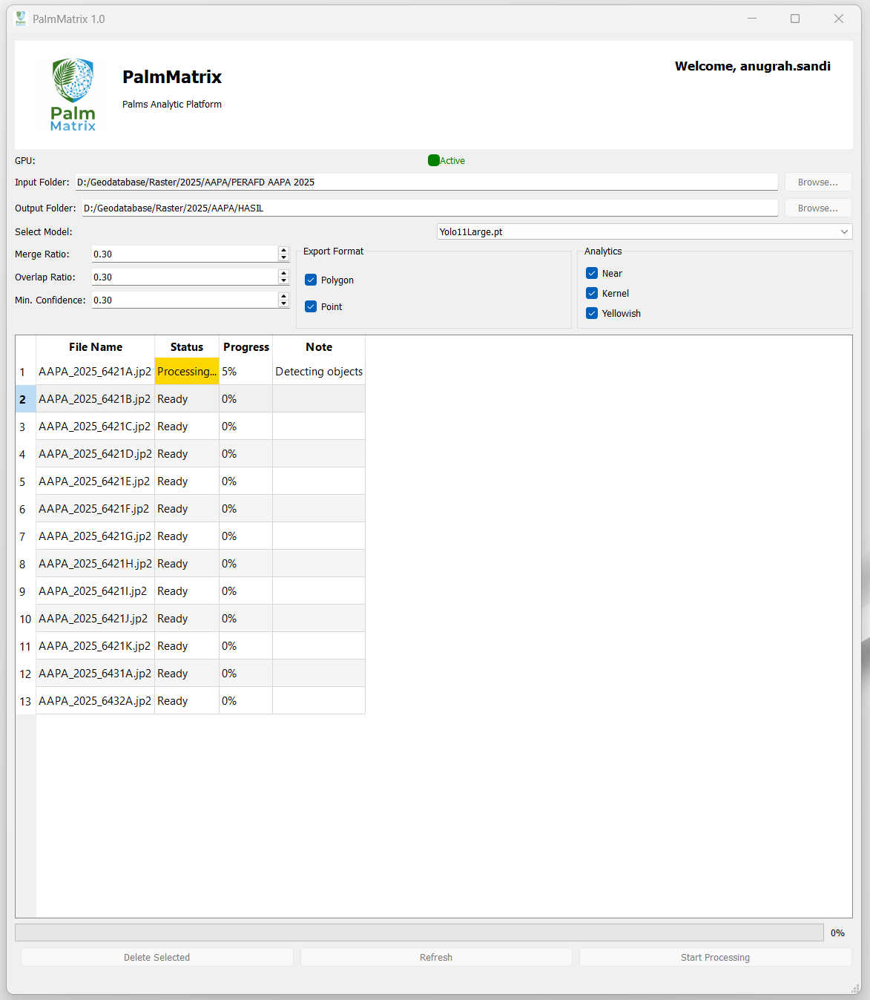 PalmMatrix 1.0
Palm
Matrix
PalmMatrix
Palms Analytic Platform
Welcome, anugrah.sandi
GPU: Active
Input Folder: D:/Geodatabase/Raster/2025/AAPA/PERAFD AAPA 2025 Browse...
Output Folder: D:/Geodatabase/Raster/2025/AAPA/HASIL Browse...
Select Model: Yolo11Large.pt
Merge Ratio: 0.30
Overlap Ratio: 0.30
Min. Confidence: 0.30
Export Format
Polygon
Point
Analytics
Near
Kernel
Yellowish
File Name Status Progress Note
1 AAPA_2025_6421A.jp2 Processing... 5% Detecting objects
2 AAPA_2025_6421B.jp2 Ready 0%
3 AAPA_2025_6421C.jp2 Ready 0%
4 AAPA_2025_6421D.jp2 Ready 0%
5 AAPA_2025_6421E.jp2 Ready 0%
6 AAPA_2025_6421F.jp2 Ready 0%
7 AAPA_2025_6421G.jp2 Ready 0%
8 AAPA_2025_6421H.jp2 Ready 0%
9 AAPA_2025_6421I.jp2 Ready 0%
10 AAPA_2025_6421J.jp2 Ready 0%
11 AAPA_2025_6421K.jp2 Ready 0%
12 AAPA_2025_6431A.jp2 Ready 0%
13 AAPA_2025_6432A.jp2 Ready 0%
0%
Delete Selected Refresh Start Processing